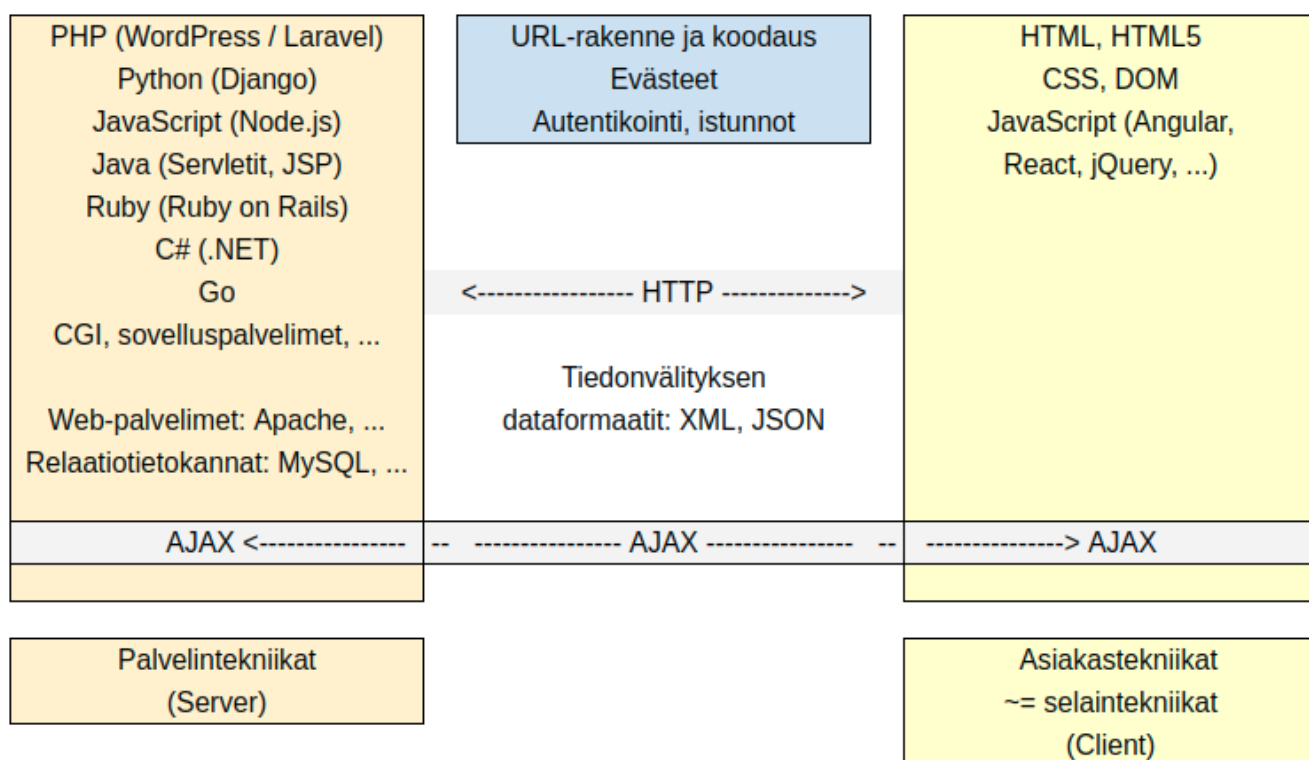 PHP (WordPress / Laravel)
Python (Django)
JavaScript (Node.js)
Java (Servletit, JSP)
Ruby (Ruby on Rails)
C# (.NET)
Go
CGI, sovelluspalvelimet, ...
Web-palvelimet: Apache, ...
Relaatiotietokannat: MySQL, ...
URL-rakenne ja koodaus
Evästeet
Autentikointi, istunnot
<----------------- HTTP -------------->
Tiedonvälityksen
dataformaatit: XML, JSON
HTML, HTML5
CSS, DOM
JavaScript (Angular,
React, jQuery, ...)
AJAX <---------------- -- ---------------- AJAX ---------------- -- ---------------> AJAX
Palvelintekniikat
(Server)
Asiakastekniikat
~= selaintekniikat
(Client)